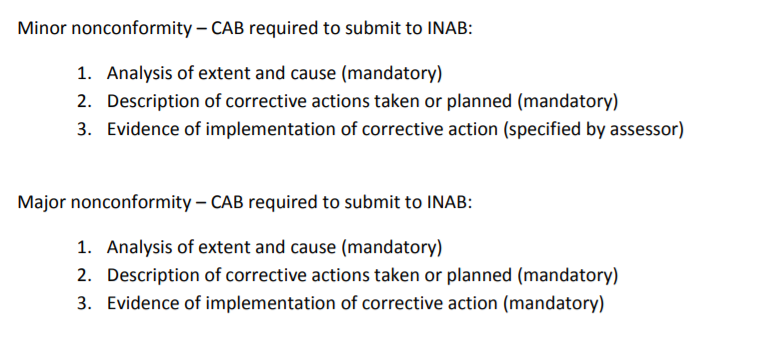 Minor nonconformity – CAB required to submit to INAB:
1. Analysis of extent and cause (mandatory)
2. Description of corrective actions taken or planned (mandatory)
3. Evidence of implementation of corrective action (specified by assessor)
Major nonconformity – CAB required to submit to INAB:
1. Analysis of extent and cause (mandatory)
2. Description of corrective actions taken or planned (mandatory)
3. Evidence of implementation of corrective action (mandatory)